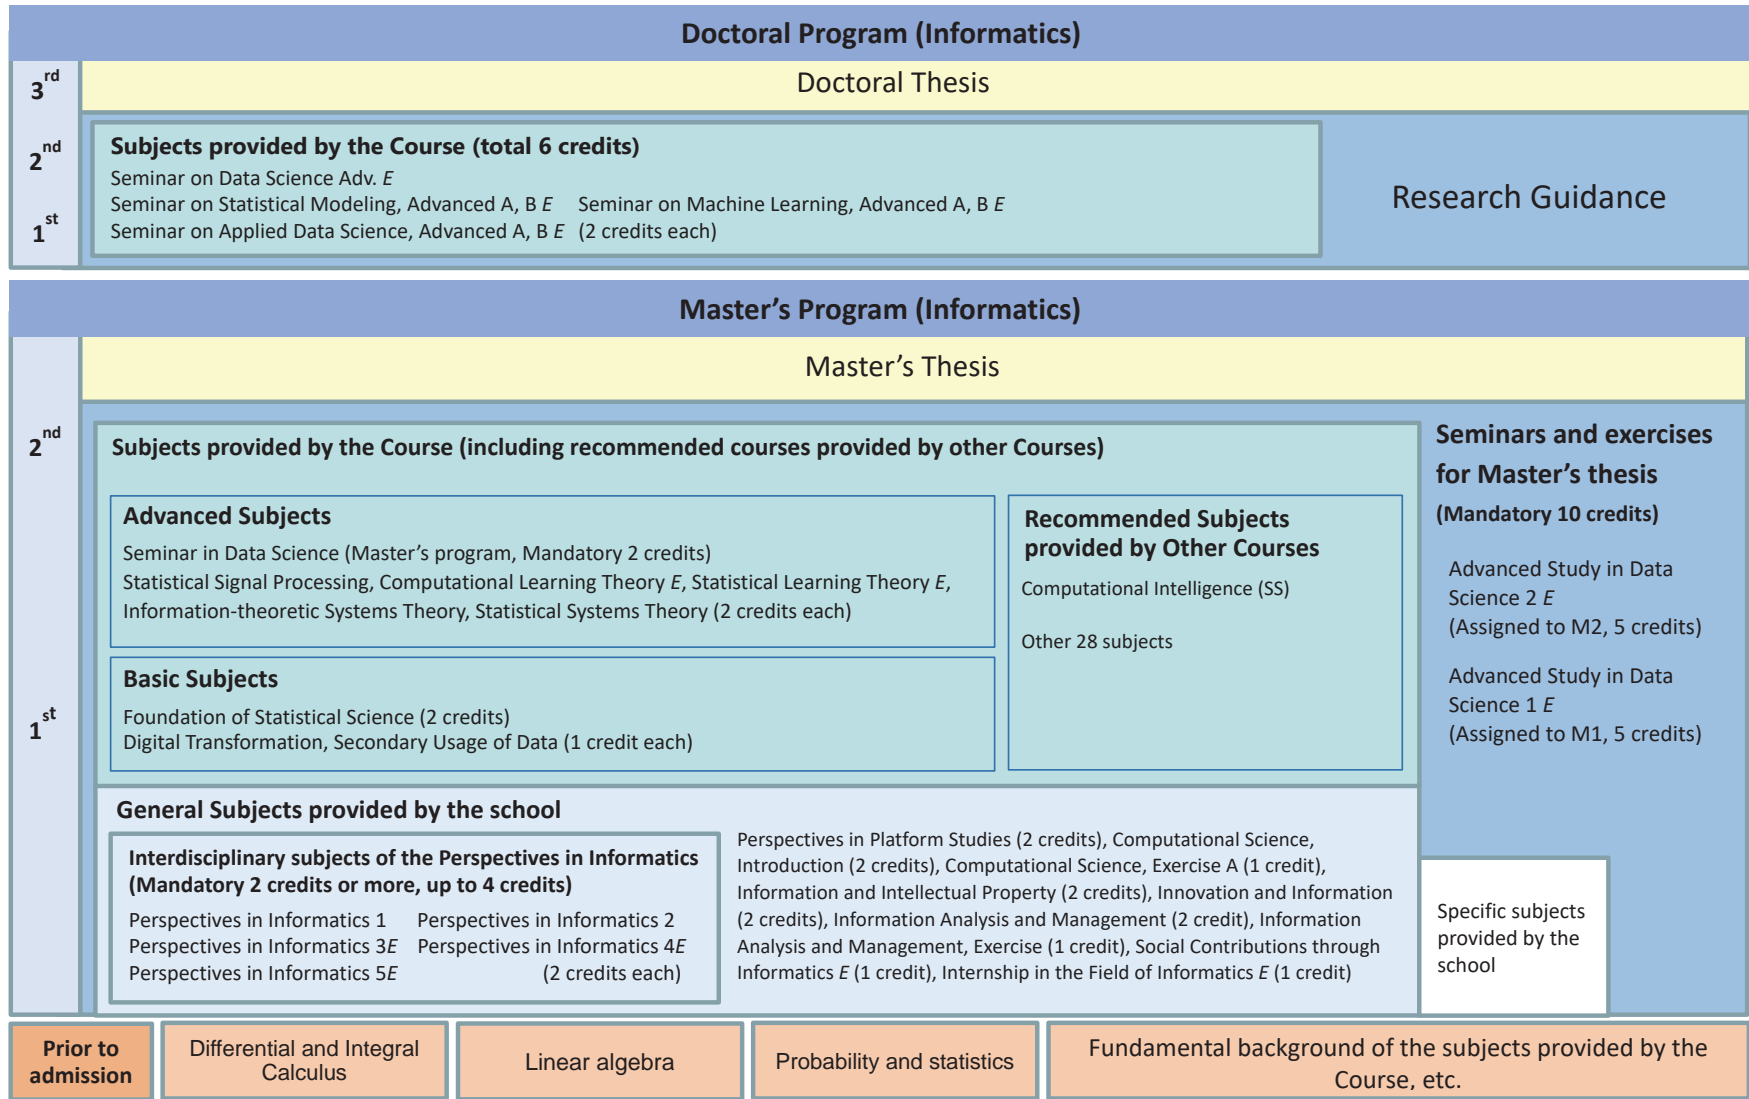 Doctoral Program (Informatics)
3rd
Doctoral Thesis
2nd
1st
Subjects provided by the Course (total 6 credits)
Seminar on Data Science Adv. E
Seminar on Statistical Modeling, Advanced A, B E    Seminar on Machine Learning, Advanced A, B E
Seminar on Applied Data Science, Advanced A, B E  (2 credits each)
Research Guidance
Master’s Program (Informatics)
Master’s Thesis
2nd
1st
Subjects provided by the Course (including recommended courses provided by other Courses)
Advanced Subjects
Seminar in Data Science (Master’s program, Mandatory 2 credits)
Statistical Signal Processing, Computational Learning Theory E, Statistical Learning Theory E,
Information-theoretic Systems Theory, Statistical Systems Theory (2 credits each)
Basic Subjects
Foundation of Statistical Science (2 credits)
Digital Transformation, Secondary Usage of Data (1 credit each)
Recommended Subjects
provided by Other Courses
Computational Intelligence (SS)
Other 28 subjects
Seminars and exercises
for Master’s thesis
(Mandatory 10 credits)
Advanced Study in Data
Science 2 E
(Assigned to M2, 5 credits)
Advanced Study in Data
Science 1 E
(Assigned to M1, 5 credits)
General Subjects provided by the school
Interdisciplinary subjects of the Perspectives in Informatics
(Mandatory 2 credits or more, up to 4 credits)
Perspectives in Informatics 1    Perspectives in Informatics 2
Perspectives in Informatics 3E    Perspectives in Informatics 4E
Perspectives in Informatics 5E    (2 credits each)
Perspectives in Platform Studies (2 credits), Computational Science,
Introduction (2 credits), Computational Science, Exercise A (1 credit),
Information and Intellectual Property (2 credits), Innovation and Information
(2 credits), Information Analysis and Management (2 credit), Information
Analysis and Management, Exercise (1 credit), Social Contributions through
Informatics E (1 credit), Internship in the Field of Informatics E (1 credit)
Specific subjects
provided by the
school
Prior to
admission
Differential and Integral
Calculus
Linear algebra
Probability and statistics
Fundamental background of the subjects provided by the
Course, etc.